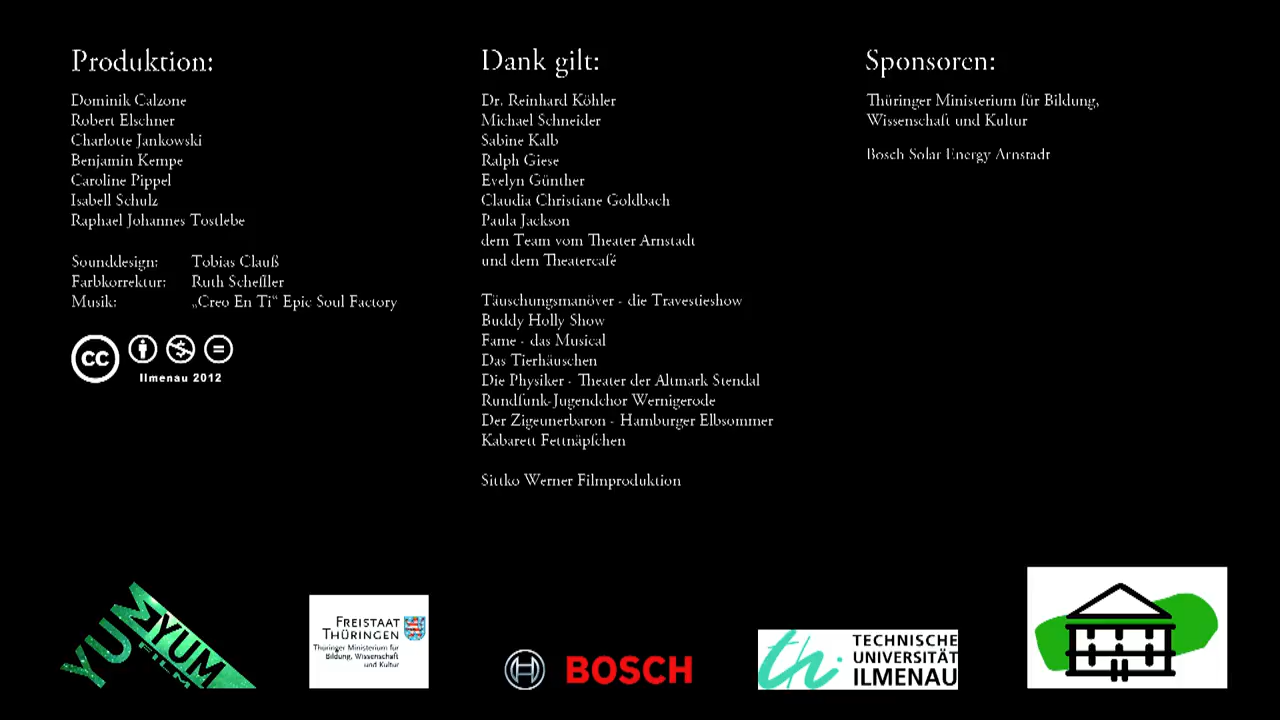 Produktion:
Dominik Calzone
Robert Elschner
Charlotte Jankowski
Benjamin Kempe
Caroline Pippel
Isabell Schulz
Raphael Johannes Tostlebe
Sounddesign: Tobias Clauß
Farbkorrektur: Ruth Scheffler
Musik: „Creo En Ti“ Epic Soul Factory
cc
Ilmenau 2012
Dank gilt:
Dr. Reinhard Köhler
Michael Schneider
Sabine Kalb
Ralph Giese
Evelyn Günther
Claudia Christiane Goldbach
Paula Jackson
dem Team vom Theater Arnstadt
und dem Theatercafé
Täuschungsmanöver - die Travestieshow
Buddy Holly Show
Fame - das Musical
Das Tierhäuschen
Die Physiker - Theater der Altmark Stendal
Rundfunk-Jugendchor Wernigerode
Der Zigeunerbaron - Hamburger Elbsommer
Kabarett Fettnäpfchen
Sittko Werner Filmproduktion
Sponsoren:
Thüringer Ministerium für Bildung,
Wissenschaft und Kultur
Bosch Solar Energy Arnstadt
YUM
YUM
FILM
FREISTAAT
THÜRINGEN
Thüringer Ministerium für
Bildung, Wissenschaft
und Kultur
BOSCH
th
TECHNISCHE
UNIVERSITÄT
ILMENAU